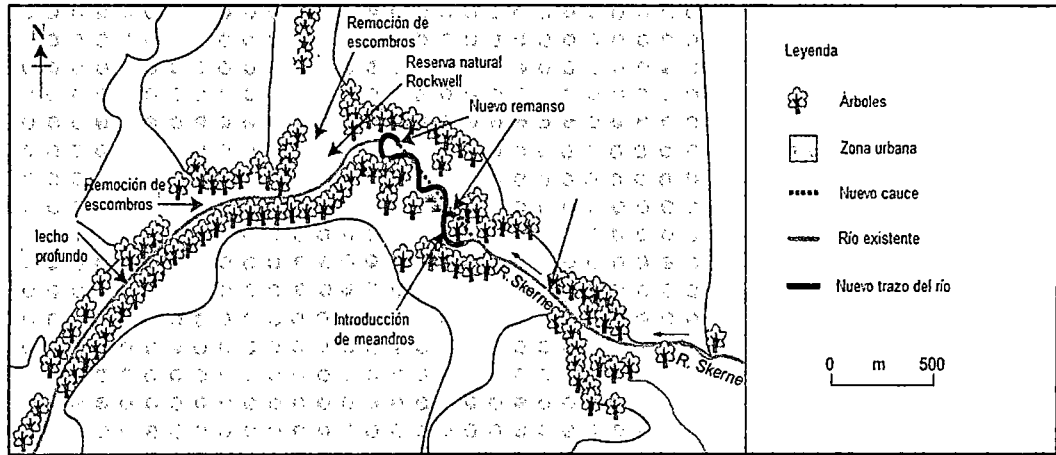 N
Remoción de
escombros
Reserva natural
Rockwell
Nuevo remanso
Remoción de
escombros
lecho
profundo
Introducción
de meandros
R. Skerne
R. Skerne
Leyenda
Árboles
Zona urbana
Nuevo cauce
Río existente
Nuevo trazo del río
0 m 500